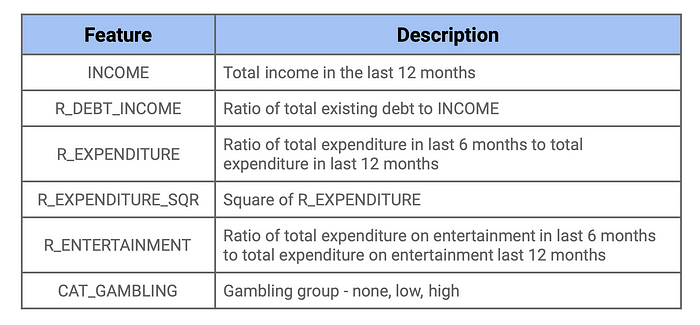 Feature Description
INCOME Total income in the last 12 months
R_DEBT_INCOME Ratio of total existing debt to INCOME
R_EXPENDITURE Ratio of total expenditure in last 6 months to total
expenditure in last 12 months
R_EXPENDITURE_SQR Square of R_EXPENDITURE
R_ENTERTAINMENT Ratio of total expenditure on entertainment in last 6 months
to total expenditure on entertainment last 12 months
CAT_GAMBLING Gambling group - none, low, high